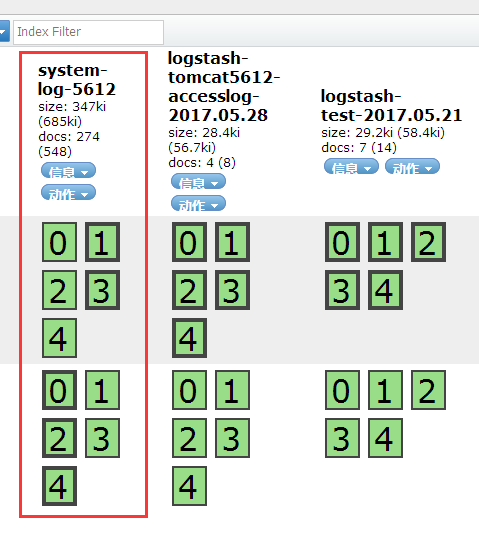 Index Filter
system-
log-5612
size: 347ki
(685ki)
docs: 274
(548)
信息
动作
logstash-
tomcat5612-
accesslog-
2017.05.28
size: 28.4ki
(56.7ki)
docs: 4 (8)
信息
动作
logstash-
test-2017.05.21
size: 29.2ki (58.4ki)
docs: 7 (14)
信息 动作
0 1
2 3
4
0 1
2 3
4
0 1 2
3 4
0 1
2 3
4
0 1
2 3
4
0 1 2
3 4